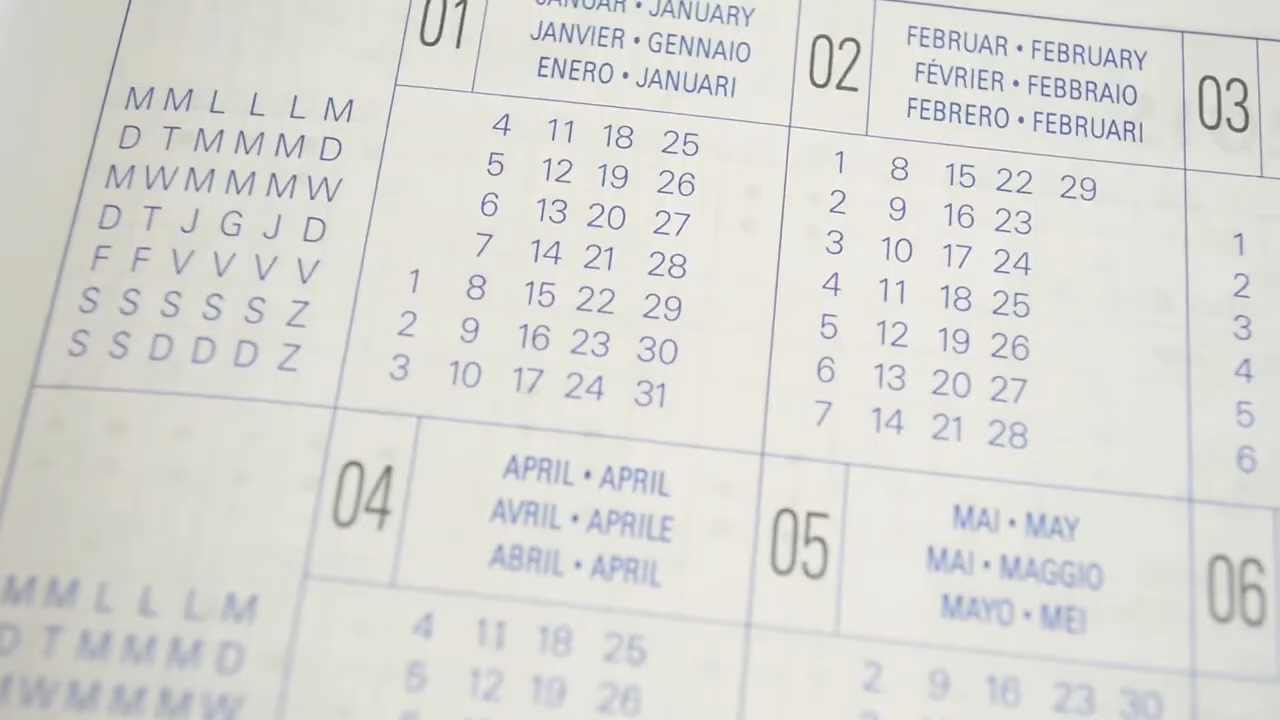 01
JANUAR • JANUARY
JANVIER • GENNAIO
ENERO • JANUARI
02
FEBRUAR • FEBRUARY
FÉVRIER • FEBBRAIO
FEBRERO • FEBRUARI
03
M M L L L M
D T M M M D
M W M M M W
D T J G J D
F F V V V V
S S S S S Z
S S D D D Z
4 11 18 25
5 12 19 26
6 13 20 27
7 14 21 28
1 8 15 22 29
2 9 16 23 30
3 10 17 24 31
1 8 15 22 29
2 9 16 23
3 10 17 24
4 11 18 25
5 12 19 26
6 13 20 27
7 14 21 28
1
2
3
4
5
6
04
APRIL • APRIL
AVRIL • APRILE
ABRIL • APRIL
05
MAI • MAY
MAI • MAGGIO
MAYO • MEI
06
M M L L L M
D T M M M D
M W M M M W
4 11 18 25
5 12 19 26
2 9 16 23 30